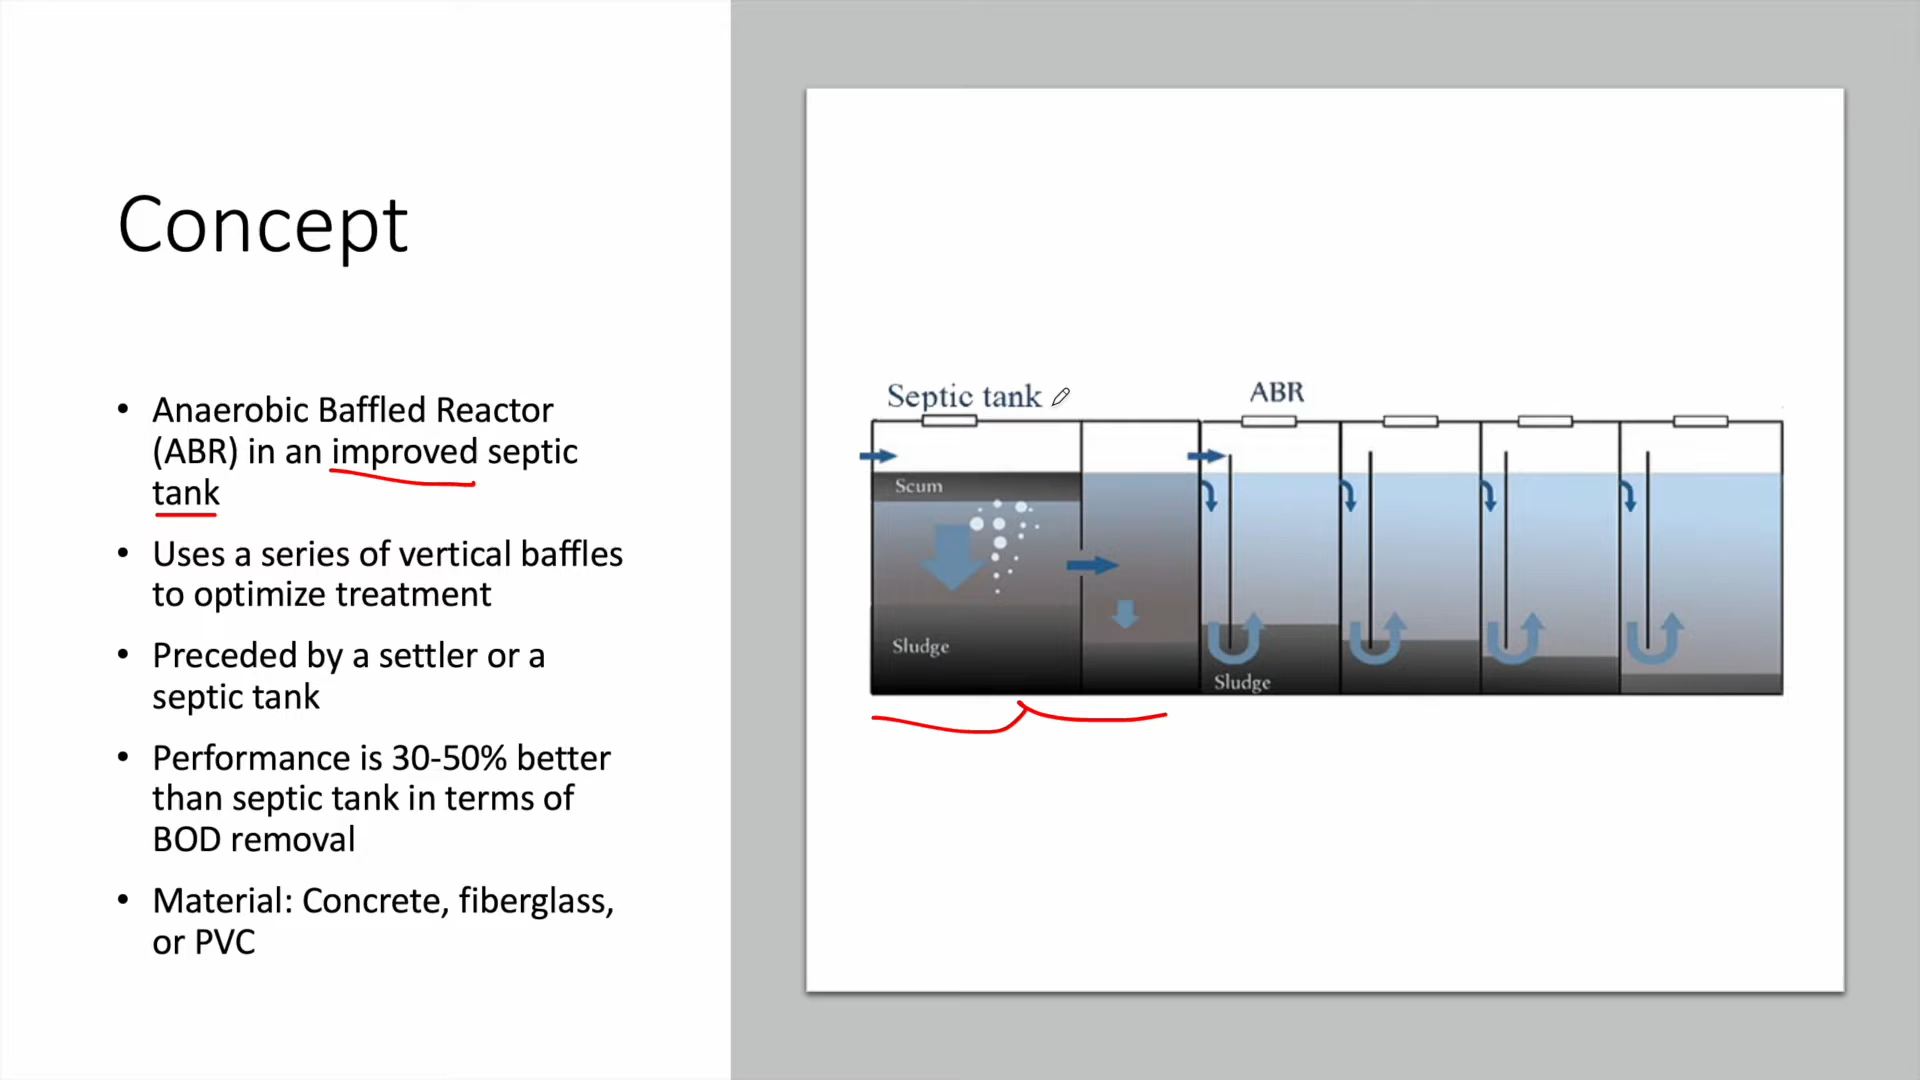 Concept
• Anaerobic Baffled Reactor
(ABR) in an improved septic
tank
• Uses a series of vertical baffles
to optimize treatment
• Preceded by a settler or a
septic tank
• Performance is 30-50% better
than septic tank in terms of
BOD removal
• Material: Concrete, fiberglass,
or PVC
Septic tank
ABR
Scum
Sludge
Sludge